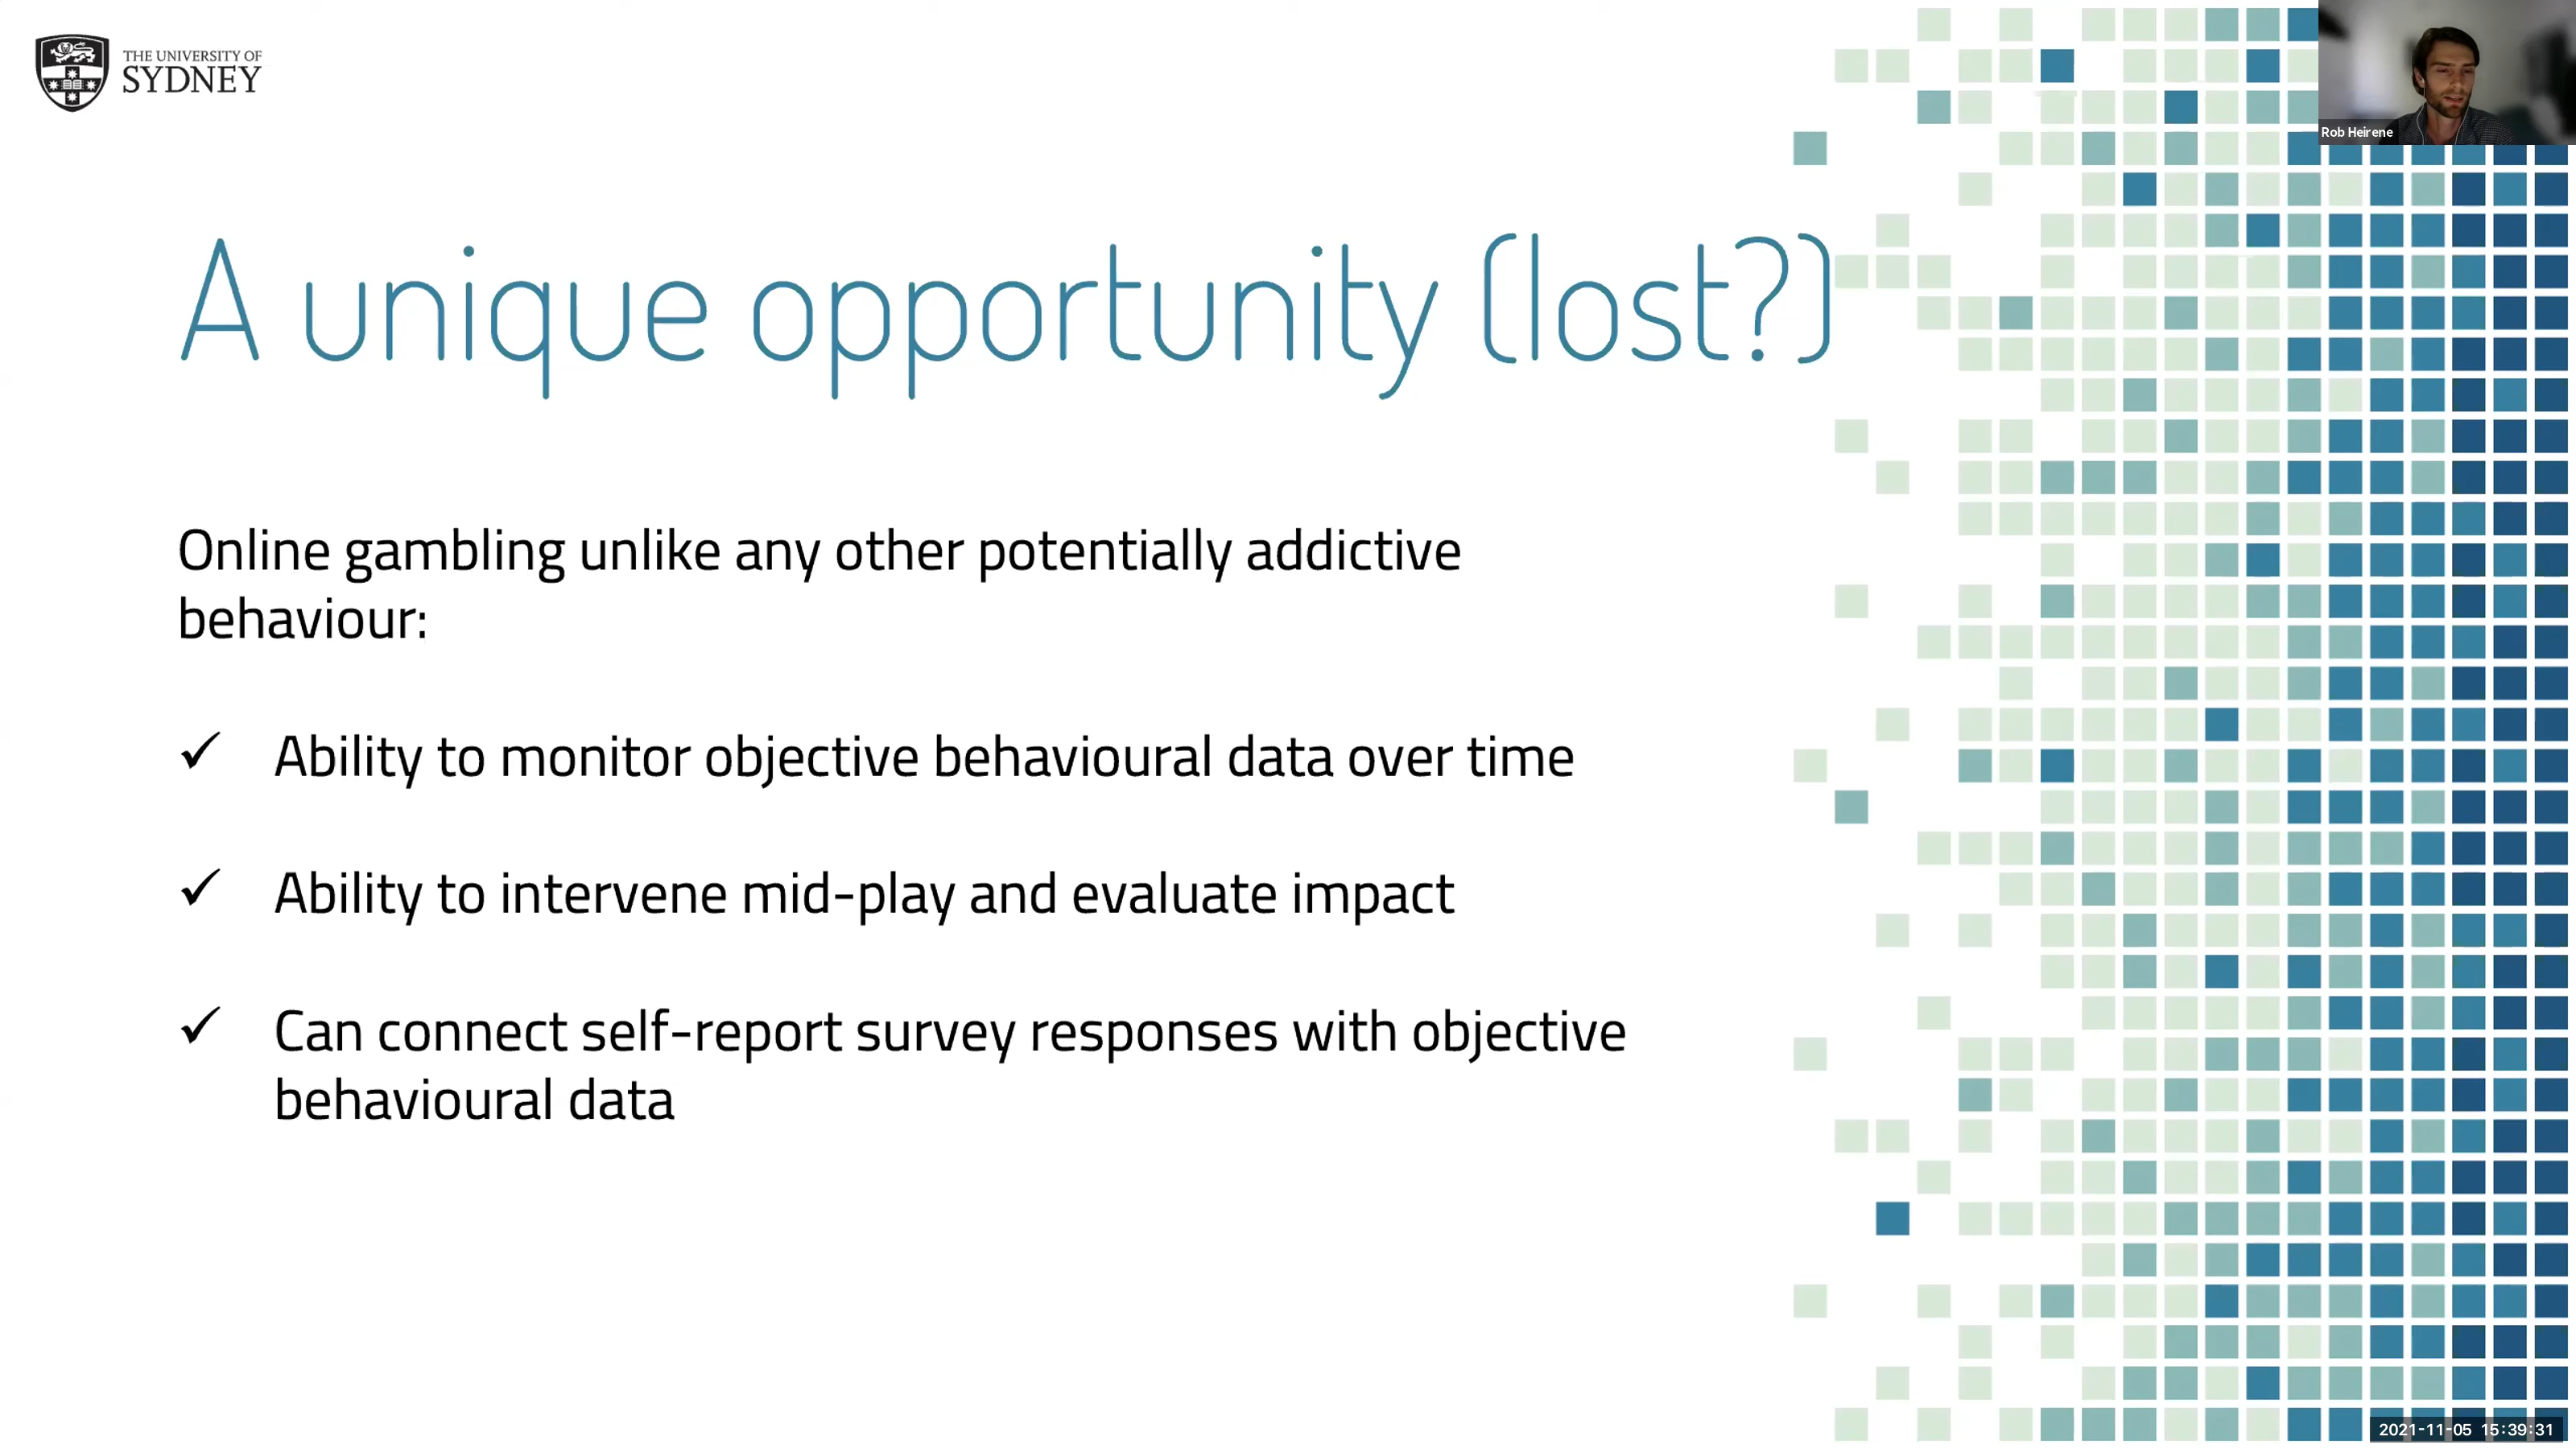 THE UNIVERSITY OF
SYDNEY
Rob Heirene
A unique opportunity (lost?)
Online gambling unlike any other potentially addictive
behaviour:
✓ Ability to monitor objective behavioural data over time
✓ Ability to intervene mid-play and evaluate impact
✓ Can connect self-report survey responses with objective
behavioural data
2021-11-05 15:39:31